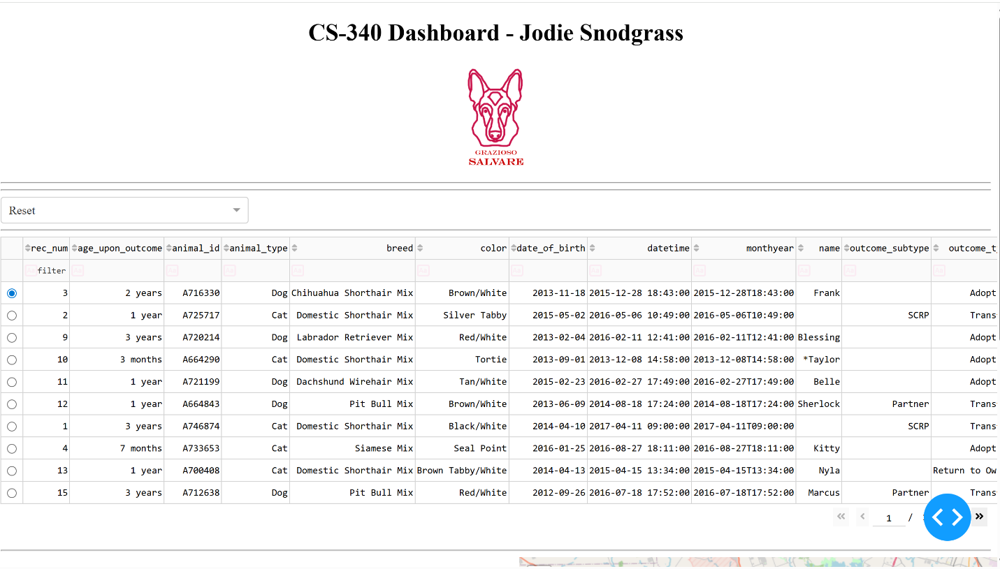 CS-340 Dashboard - Jodie Snodgrass
GRAZIOSO
SALVARE
Reset
rec_num age_upon_outcome animal_id animal_type breed color date_of_birth datetime monthyear name outcome_subtype outcome_t
Aa filter Aa Aa Aa Aa Aa Aa Aa Aa Aa Aa Aa
3 2 years A716330 Dog Chihuahua Shorthair Mix Brown/White 2013-11-18 2015-12-28 18:43:00 2015-12-28T18:43:00 Frank Adopt
2 1 year A725717 Cat Domestic Shorthair Mix Silver Tabby 2015-05-02 2016-05-06 10:49:00 2016-05-06T10:49:00 SCRP Trans
9 3 years A720214 Dog Labrador Retriever Mix Red/White 2013-02-04 2016-02-11 12:41:00 2016-02-11T12:41:00 Blessing Adopt
10 3 months A664290 Cat Domestic Shorthair Mix Tortie 2013-09-01 2013-12-08 14:58:00 2013-12-08T14:58:00 *Taylor Adopt
11 1 year A721199 Dog Dachshund Wirehair Mix Tan/White 2015-02-23 2016-02-27 17:49:00 2016-02-27T17:49:00 Belle Adopt
12 1 year A664843 Dog Pit Bull Mix Brown/White 2013-06-09 2014-08-18 17:24:00 2014-08-18T17:24:00 Sherlock Partner Trans
1 3 years A746874 Cat Domestic Shorthair Mix Black/White 2014-04-10 2017-04-11 09:00:00 2017-04-11T09:00:00 SCRP Trans
4 7 months A733653 Cat Siamese Mix Seal Point 2016-01-25 2016-08-27 18:11:00 2016-08-27T18:11:00 Kitty Adopt
13 1 year A700408 Cat Domestic Shorthair Mix Brown Tabby/White 2014-04-13 2015-04-15 13:34:00 2015-04-15T13:34:00 Nyla Return to Ow
15 3 years A712638 Dog Pit Bull Mix Red/White 2012-09-26 2016-07-18 17:52:00 2016-07-18T17:52:00 Marcus Partner Trans
1 /